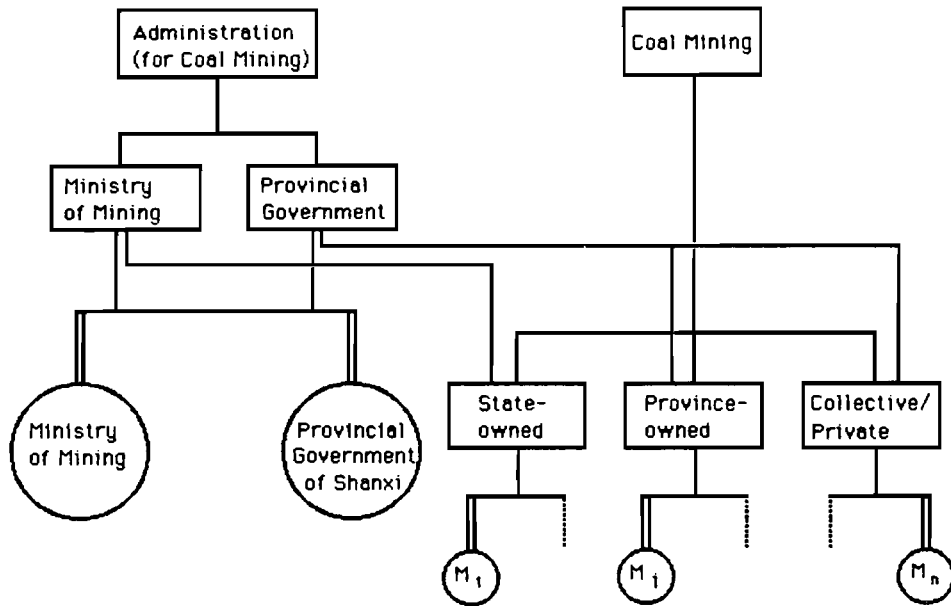 Administration
(for Coal Mining)
Coal Mining
Ministry
of Mining
Provincial
Government
State-
owned
Province-
owned
Collective/
Private
Ministry
of Mining
Provincial
Government
of Shanxi
M₁
Mⱼ
Mₙ